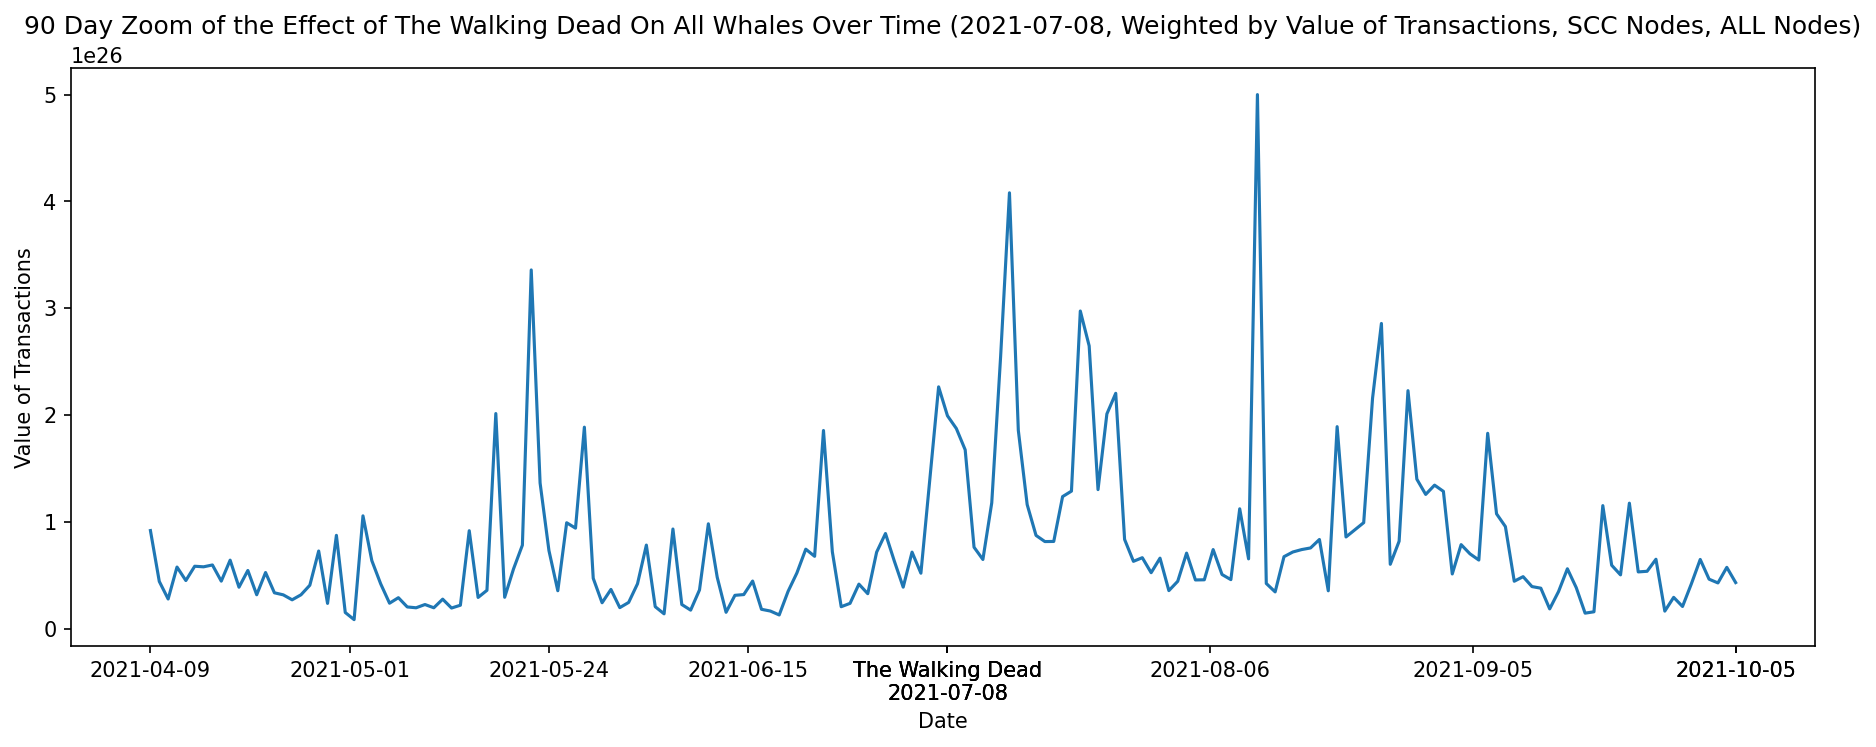 90 Day Zoom of the Effect of The Walking Dead On All Whales Over Time (2021-07-08, Weighted by Value of Transactions, SCC Nodes, ALL Nodes)
1e26
5
4
3
2
1
0
Value of Transactions
2021-04-09 2021-05-01 2021-05-24 2021-06-15 The Walking Dead 2021-08-06 2021-09-05 2021-10-05
2021-07-08
Date